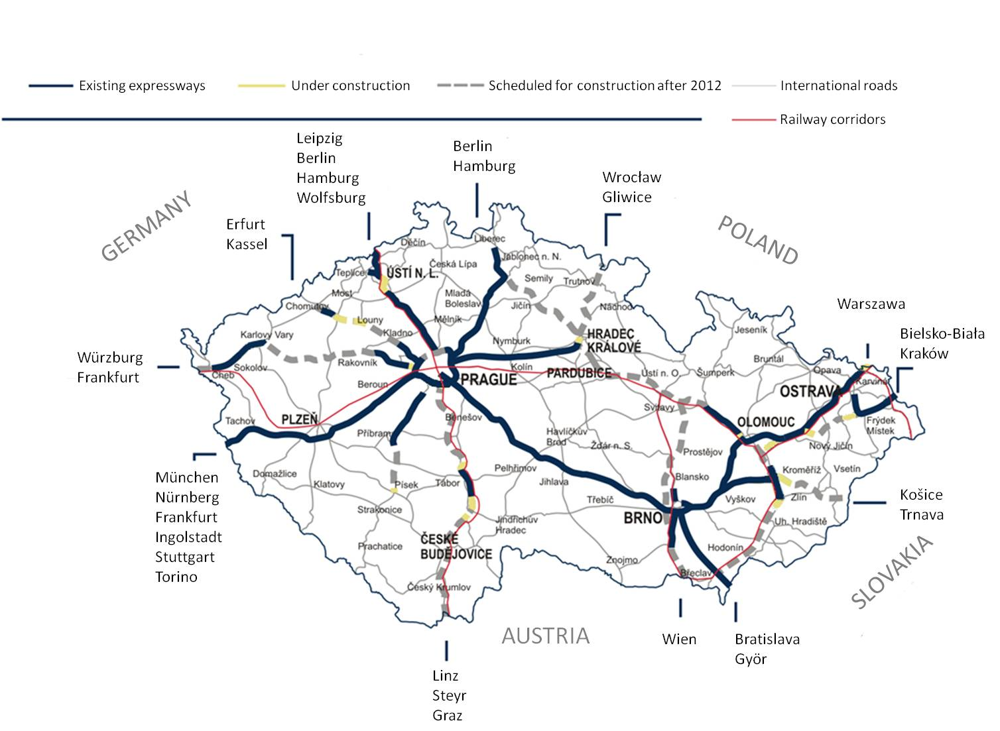 Existing expressways
Under construction
Scheduled for construction after 2012
International roads
Railway corridors
Leipzig
Berlin
Hamburg
Wolfsburg
Berlin
Hamburg
Wrocław
Gliwice
Erfurt
Kassel
GERMANY
POLAND
Děčín
Liberec
Jablonec n. N.
Česká Lípa
Teplice
ÚSTÍ N. L.
Semily
Trutnov
Most
Mladá
Boleslav
Chomutov
Jičín
Náchod
Louny
Mělník
Warszawa
Bielsko-Biała
Kraków
Jeseník
Karlovy Vary
Kladno
Nymburk
HRADEC
KRÁLOVÉ
Würzburg
Frankfurt
Sokolov
Cheb
Rakovník
Kolín
PARDUBICE
Ústí n. O.
Šumperk
Bruntál
Opava
Karviná
Beroun
PRAGUE
OSTRAVA
Svitavy
Tachov
PLZEŇ
Benešov
OLOMOUC
Frýdek
Místek
Příbram
Havlíčkův
Brod
Žďár n. S.
Prostějov
Nový Jičín
München
Nürnberg
Frankfurt
Ingolstadt
Stuttgart
Torino
Domažlice
Klatovy
Písek
Tábor
Pelhřimov
Jihlava
Blansko
Kroměříž
Vsetín
Třebíč
Vyškov
Zlín
Košice
Trnava
Strakonice
Jindřichův
Hradec
BRNO
Uh. Hradiště
ČESKÉ
BUDĚJOVICE
Prachatice
Hodonín
Znojmo
Břeclav
Český Krumlov
SLOVAKIA
AUSTRIA
Wien
Bratislava
Györ
Linz
Steyr
Graz